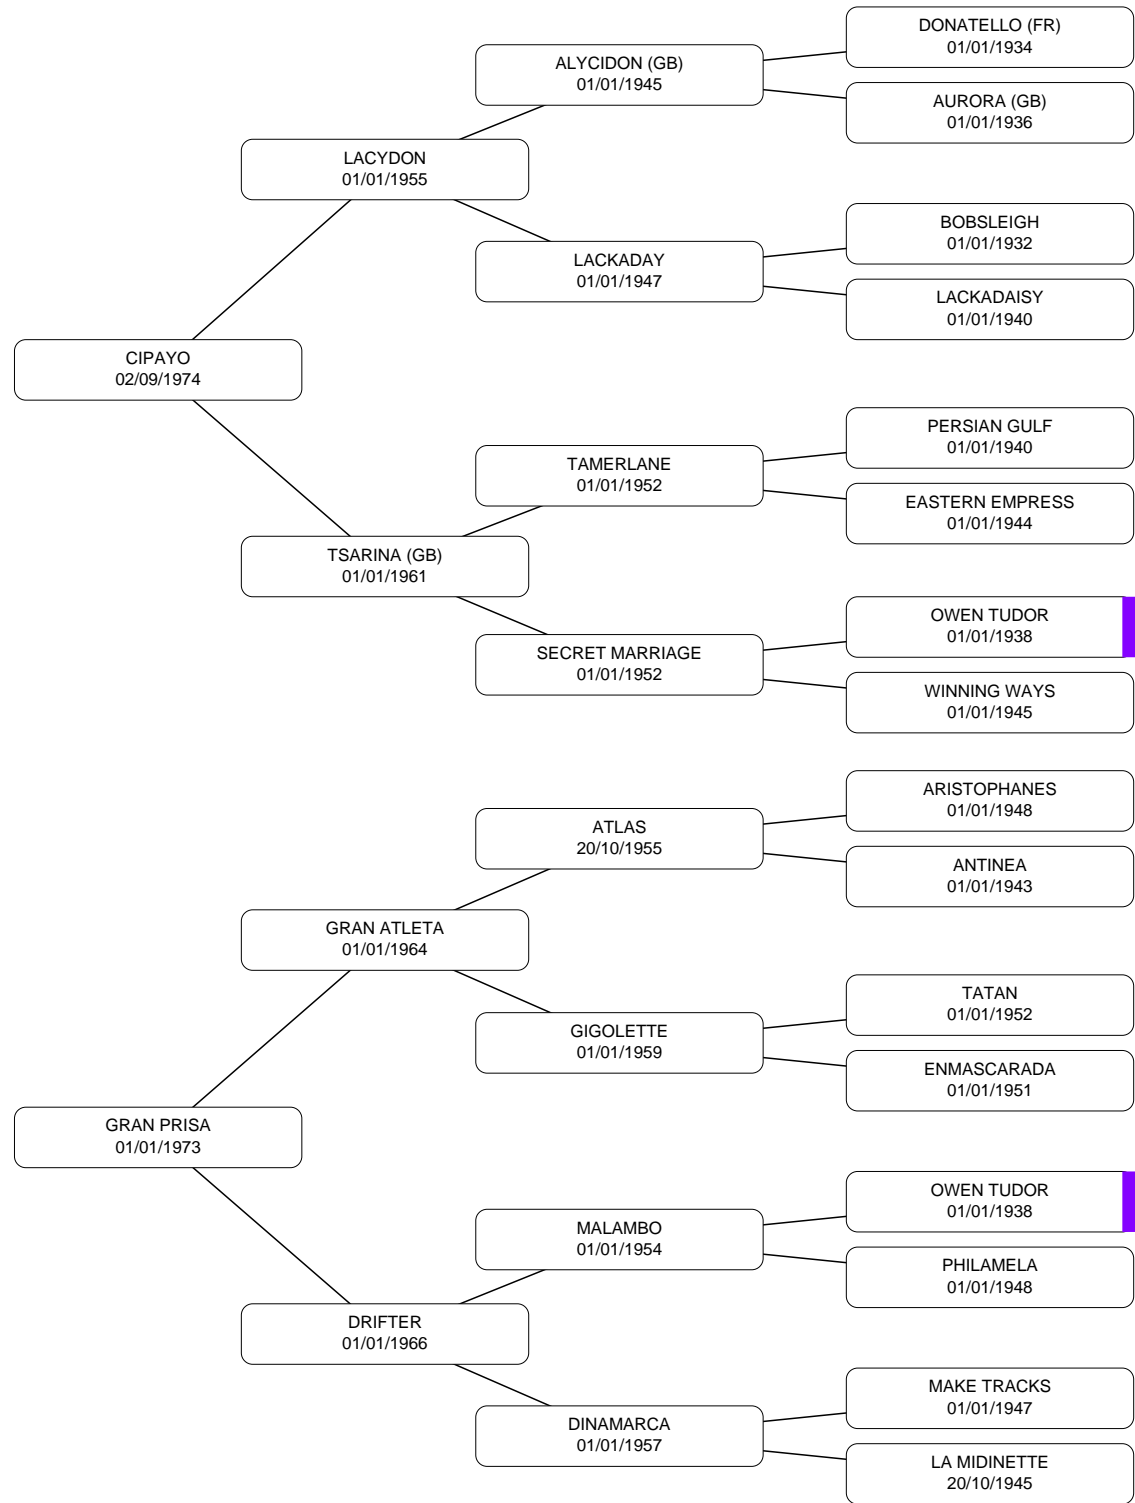 DONATELLO (FR)
01/01/1934
ALYCIDON (GB)
01/01/1945
AURORA (GB)
01/01/1936
LACYDON
01/01/1955
BOBSLEIGH
01/01/1932
LACKADAY
01/01/1947
LACKADAISY
01/01/1940
CIPAYO
02/09/1974
PERSIAN GULF
01/01/1940
TAMERLANE
01/01/1952
EASTERN EMPRESS
01/01/1944
TSARINA (GB)
01/01/1961
OWEN TUDOR
01/01/1938
SECRET MARRIAGE
01/01/1952
WINNING WAYS
01/01/1945
ARISTOPHANES
01/01/1948
ATLAS
20/10/1955
ANTINEA
01/01/1943
GRAN ATLETA
01/01/1964
TATAN
01/01/1952
GIGOLETTE
01/01/1959
ENMASCARADA
01/01/1951
GRAN PRISA
01/01/1973
OWEN TUDOR
01/01/1938
MALAMBO
01/01/1954
PHILAMELA
01/01/1948
DRIFTER
01/01/1966
MAKE TRACKS
01/01/1947
DINAMARCA
01/01/1957
LA MIDINETTE
20/10/1945